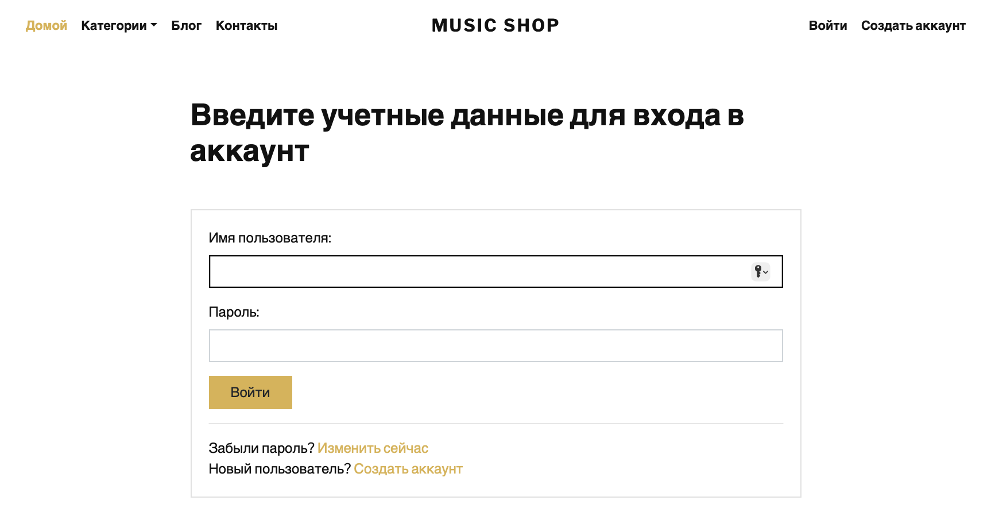 Домой Категории Блог Контакты MUSIC SHOP Войти Создать аккаунт
Введите учетные данные для входа в
аккаунт
Имя пользователя:
Пароль:
Войти
Забыли пароль? Изменить сейчас
Новый пользователь? Создать аккаунт